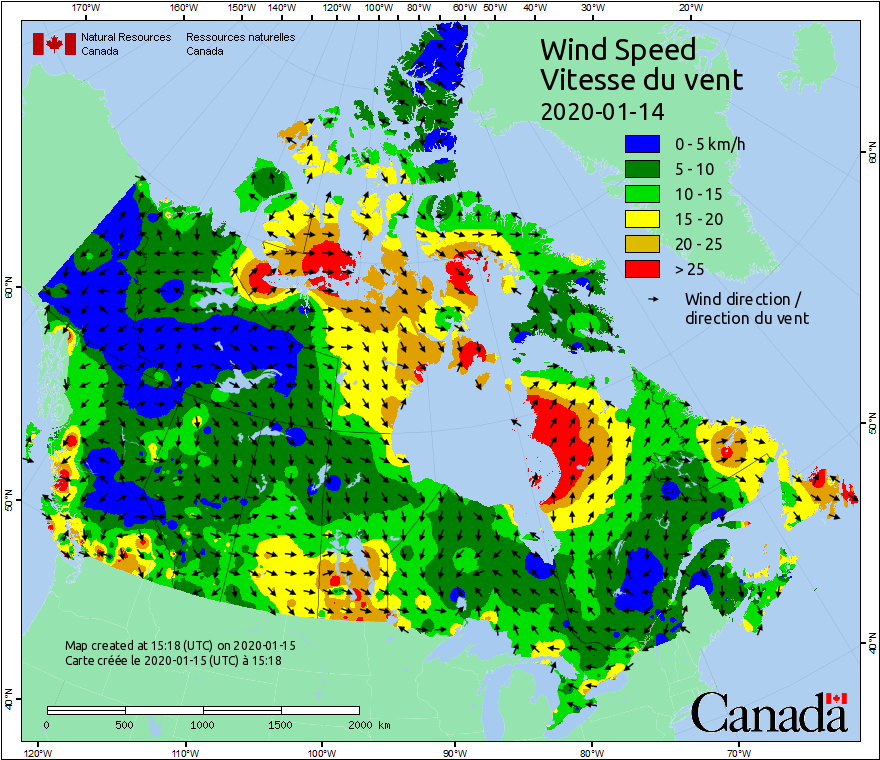 170°W 160°W 150°W 140°W 130°W 120°W 110°W 100°W 90°W 80°W 70°W 60°W 50°W 40°W 30°W 20°W
Natural Resources Ressources naturelles
Canada Canada
Wind Speed
Vitesse du vent
2020-01-14
0 - 5 km/h
5 - 10
10 - 15
15 - 20
20 - 25
> 25
Wind direction /
direction du vent
60°N
60°N
50°N
50°N
40°N
40°N
Map created at 15:18 (UTC) on 2020-01-15
Carte créée le 2020-01-15 (UTC) à 15:18
0 500 1000 1500 2000 km
Canada
120°W 110°W 100°W 90°W 80°W 70°W